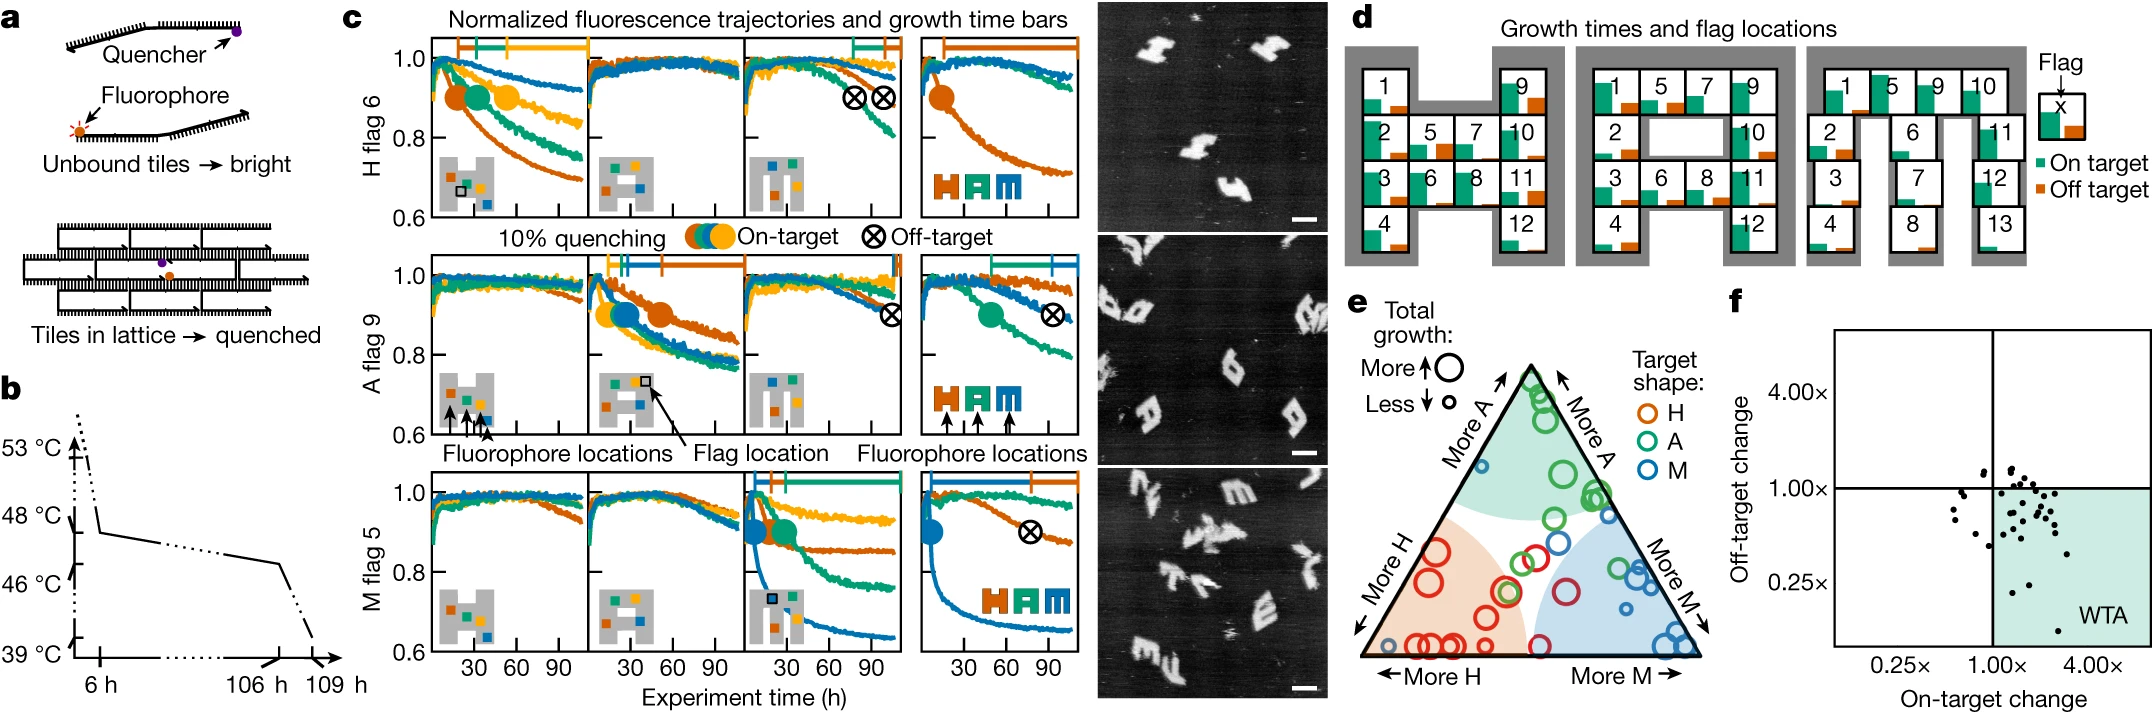 a
Quencher
Fluorophore
Unbound tiles → bright
Tiles in lattice → quenched
b
53 °C
48 °C
46 °C
39 °C
6 h
106 h
109 h
c
Normalized fluorescence trajectories and growth time bars
H flag 6
1.0
0.8
0.6
HAM
10% quenching
On-target
Off-target
A flag 9
1.0
0.8
0.6
HAM
Fluorophore locations
Flag location
Fluorophore locations
M flag 5
1.0
0.8
0.6
HAM
30 60 90
30 60 90
30 60 90
30 60 90
Experiment time (h)
d
Growth times and flag locations
1 9
2 5 7 10
3 6 8 11
4 12
1 5 7 9
2 10
3 6 8 11
4 12
1 5 9 10
2 6 11
3 7 12
4 8 13
Flag
x
On target
Off target
e
Total
growth:
More
Less
Target
shape:
H
A
M
More A
More A
More H
More M
More H
More M
f
Off-target change
4.00×
1.00×
0.25×
WTA
0.25×
1.00×
4.00×
On-target change